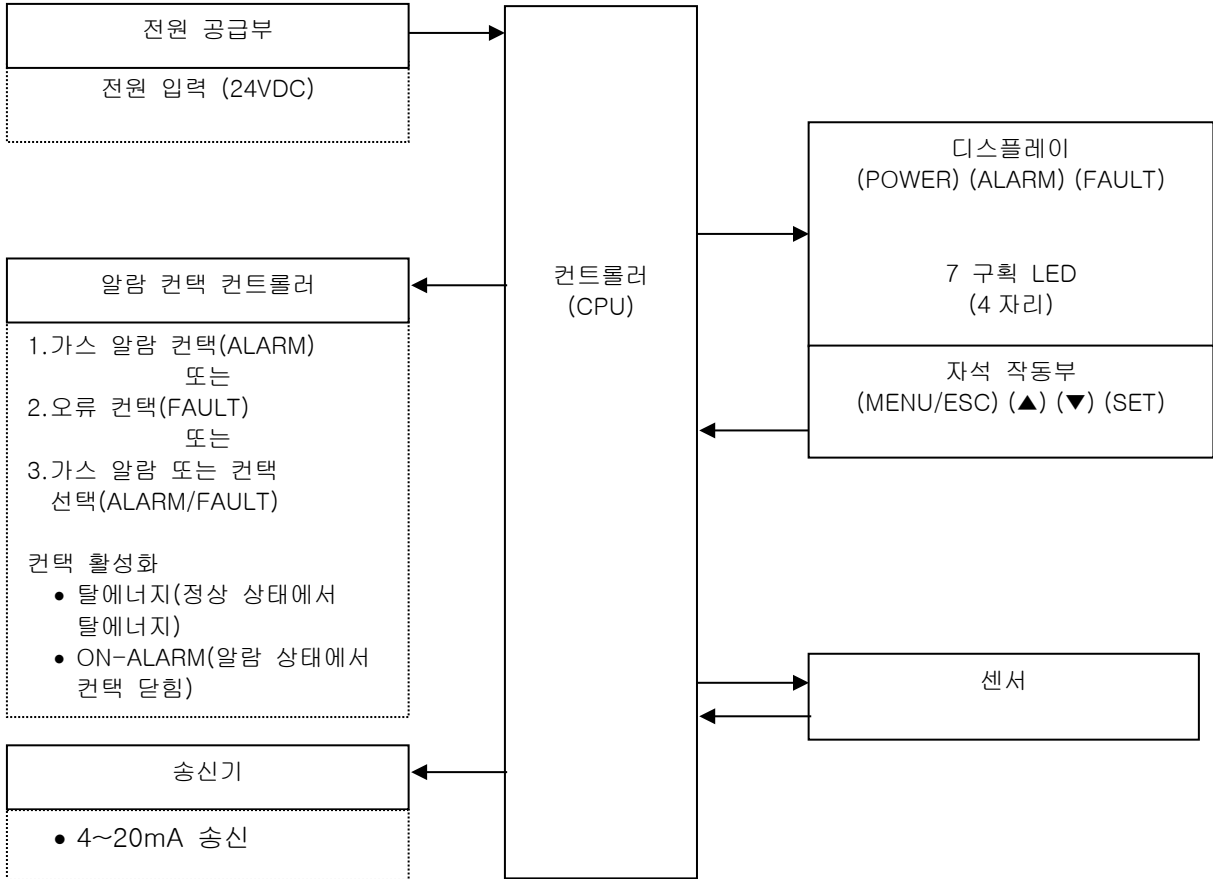 전원 공급부
전원 입력 (24VDC)
알람 컨택 컨트롤러
1.가스 알람 컨택(ALARM)
또는
2.오류 컨택(FAULT)
또는
3.가스 알람 또는 컨택
선택(ALARM/FAULT)
컨택 활성화
• 탈에너지(정상 상태에서
탈에너지)
• ON-ALARM(알람 상태에서
컨택 닫힘)
송신기
• 4~20mA 송신
컨트롤러
(CPU)
디스플레이
(POWER) (ALARM) (FAULT)
7 구획 LED
(4 자리)
자석 작동부
(MENU/ESC) (▲) (▼) (SET)
센서